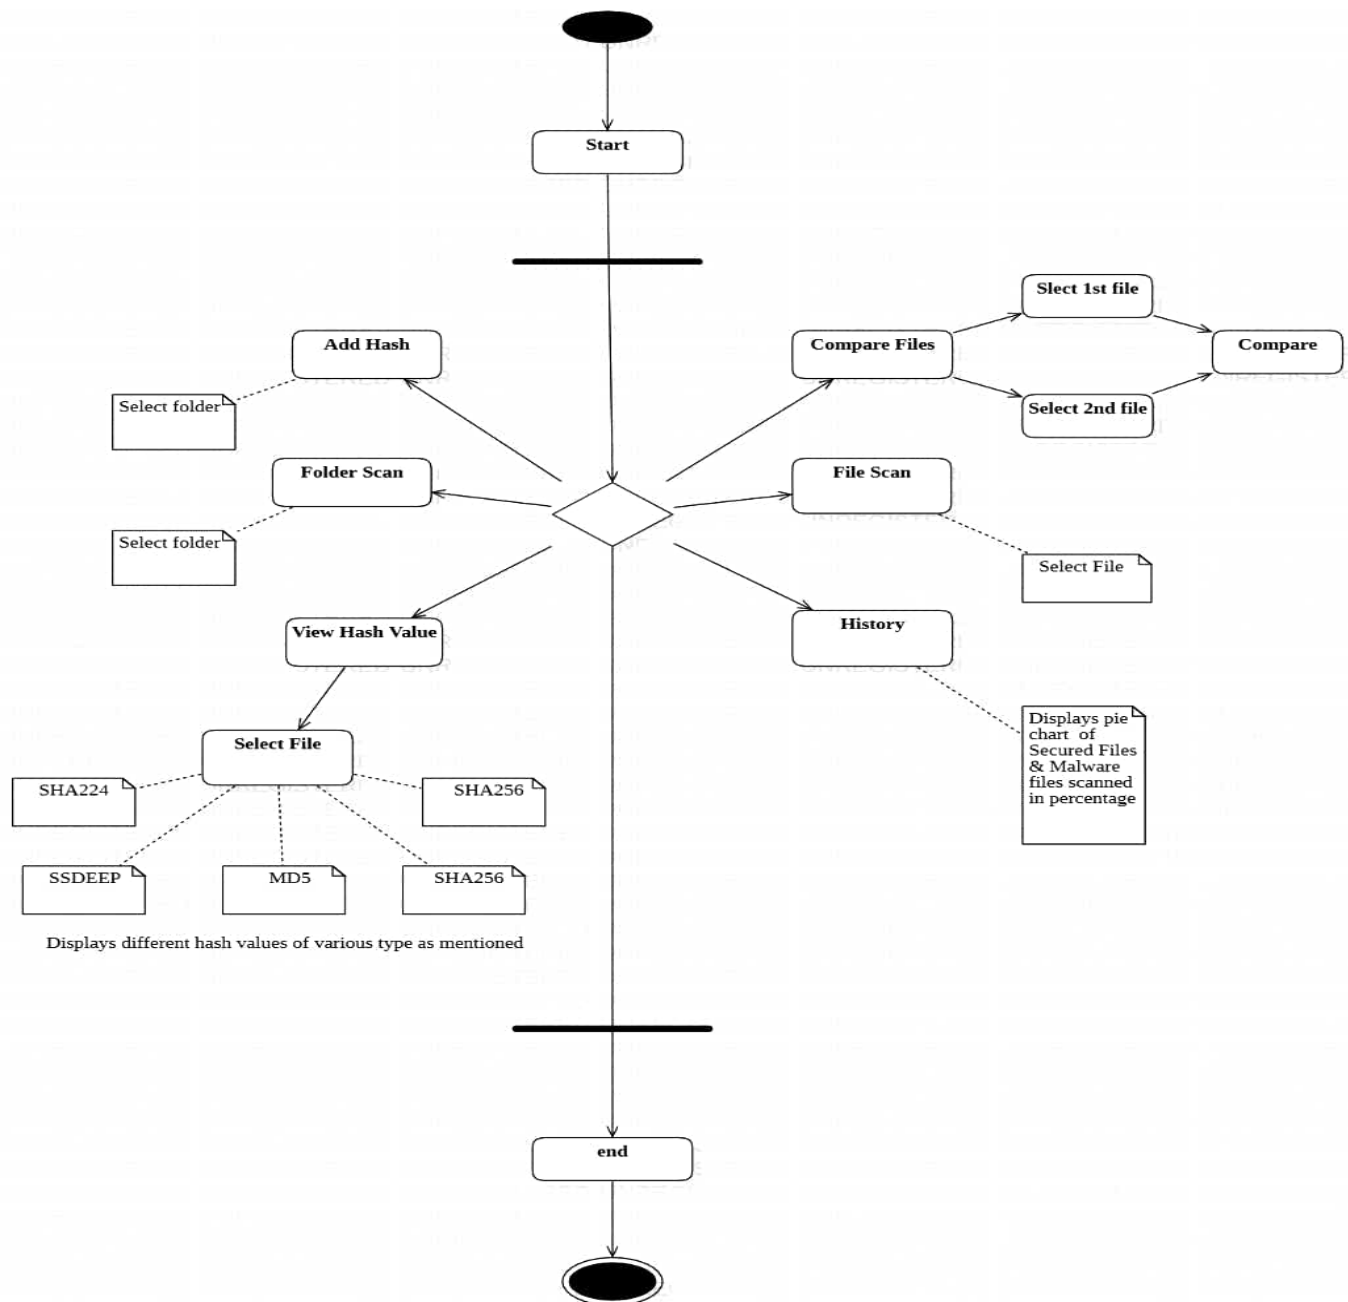 Start
Slect 1st file
Add Hash
Compare Files
Compare
Select folder
Select 2nd file
Folder Scan
File Scan
Select folder
Select File
View Hash Value
History
Displays pie
chart of
Secured Files
& Malware
files scanned
in percentage
Select File
SHA224
SHA256
SSDEEP
MD5
SHA256
Displays different hash values of various type as mentioned
end